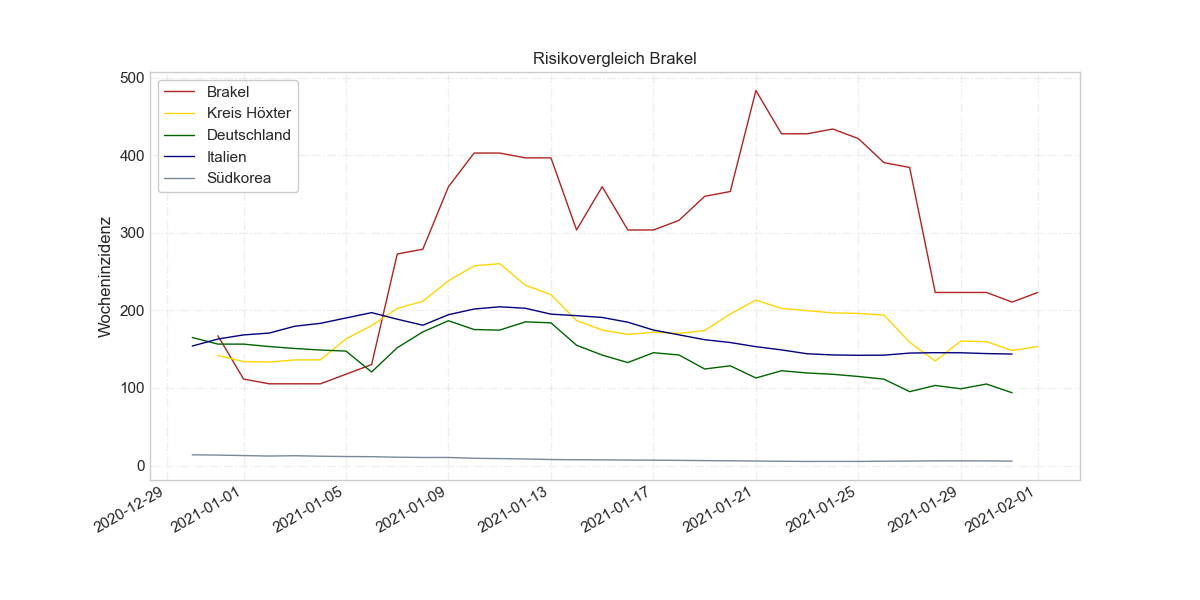 Risikovergleich Brakel
Brakel
Kreis Höxter
Deutschland
Italien
Südkorea
Wocheninzidenz
500
400
300
200
100
0
2020-12-29
2021-01-01
2021-01-05
2021-01-09
2021-01-13
2021-01-17
2021-01-21
2021-01-25
2021-01-29
2021-02-01